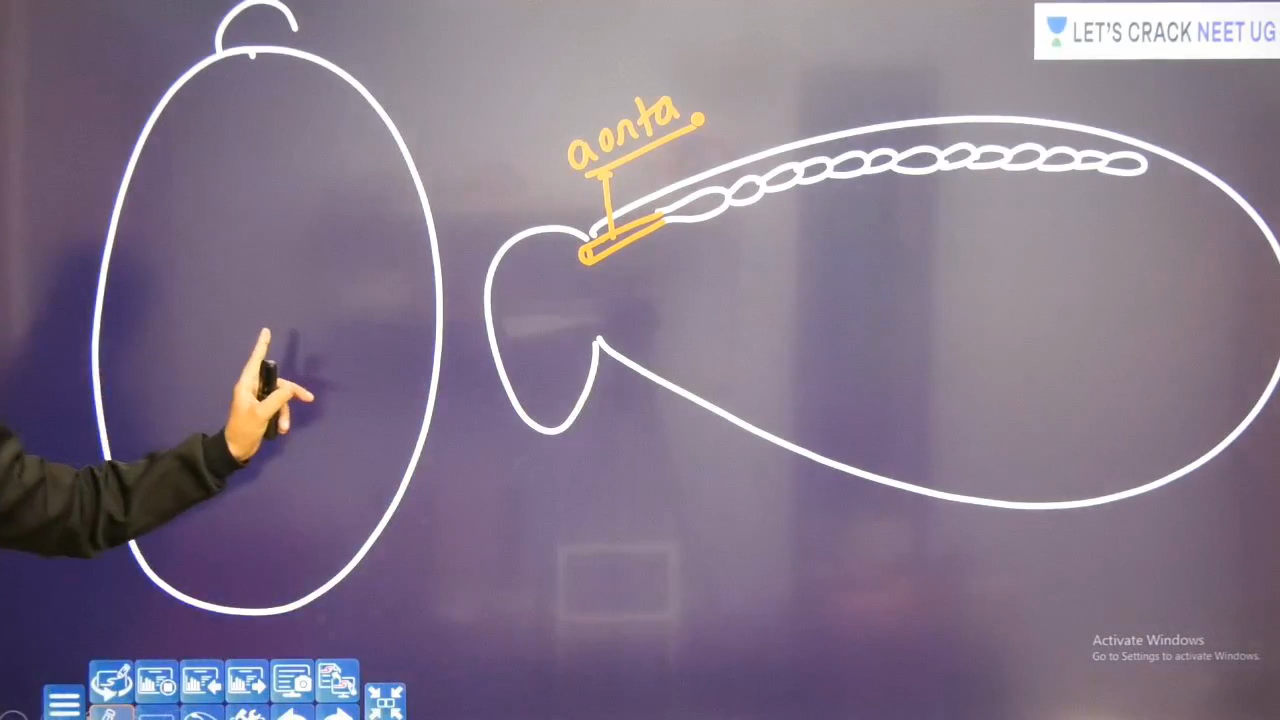 LET'S CRACK NEET UG
aorta
Activate Windows
Go to Settings to activate Windows.